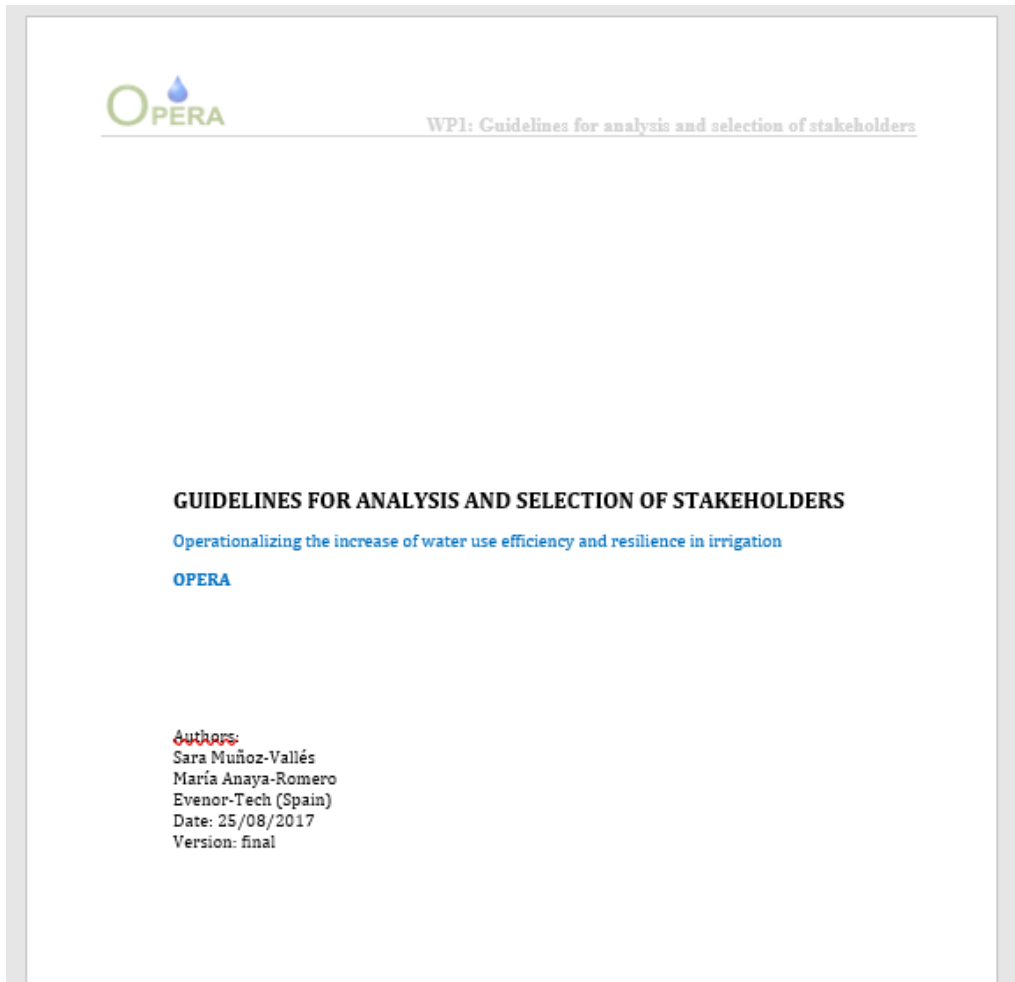 OPERA
WP1: Guidelines for analysis and selection of stakeholders
GUIDELINES FOR ANALYSIS AND SELECTION OF STAKEHOLDERS
Operationalizing the increase of water use efficiency and resilience in irrigation
OPERA
Authors:
Sara Muñoz-Vallés
María Anaya-Romero
Evenor-Tech (Spain)
Date: 25/08/2017
Version: final